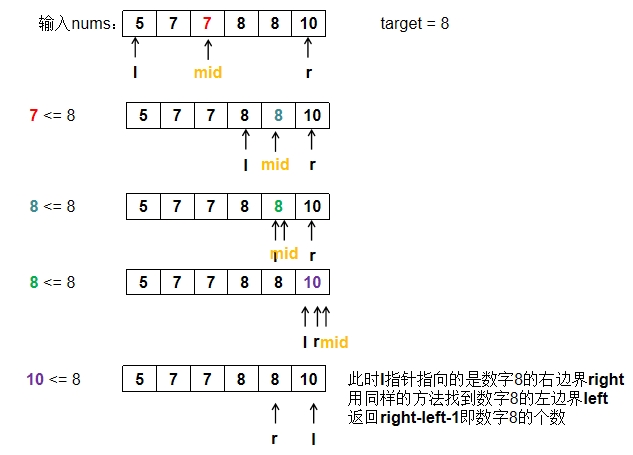 输入nums： 5 7 7 8 8 10 target = 8
l mid r
7 <= 8 5 7 7 8 8 10
l mid r
8 <= 8 5 7 7 8 8 10
l mid r
8 <= 8 5 7 7 8 8 10
l r mid
10 <= 8 5 7 7 8 8 10
r l
此时l指针指向的是数字8的右边界right
用同样的方法找到数字8的左边界left
返回right-left-1即数字8的个数